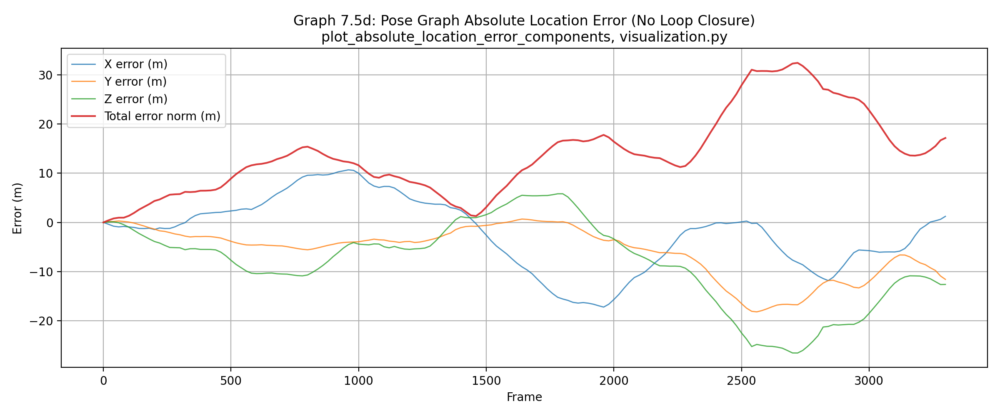 Graph 7.5d: Pose Graph Absolute Location Error (No Loop Closure)
plot_absolute_location_error_components, visualization.py
X error (m)
Y error (m)
Z error (m)
Total error norm (m)
Error (m)
30
20
10
0
−10
−20
0
500
1000
1500
2000
2500
3000
Frame